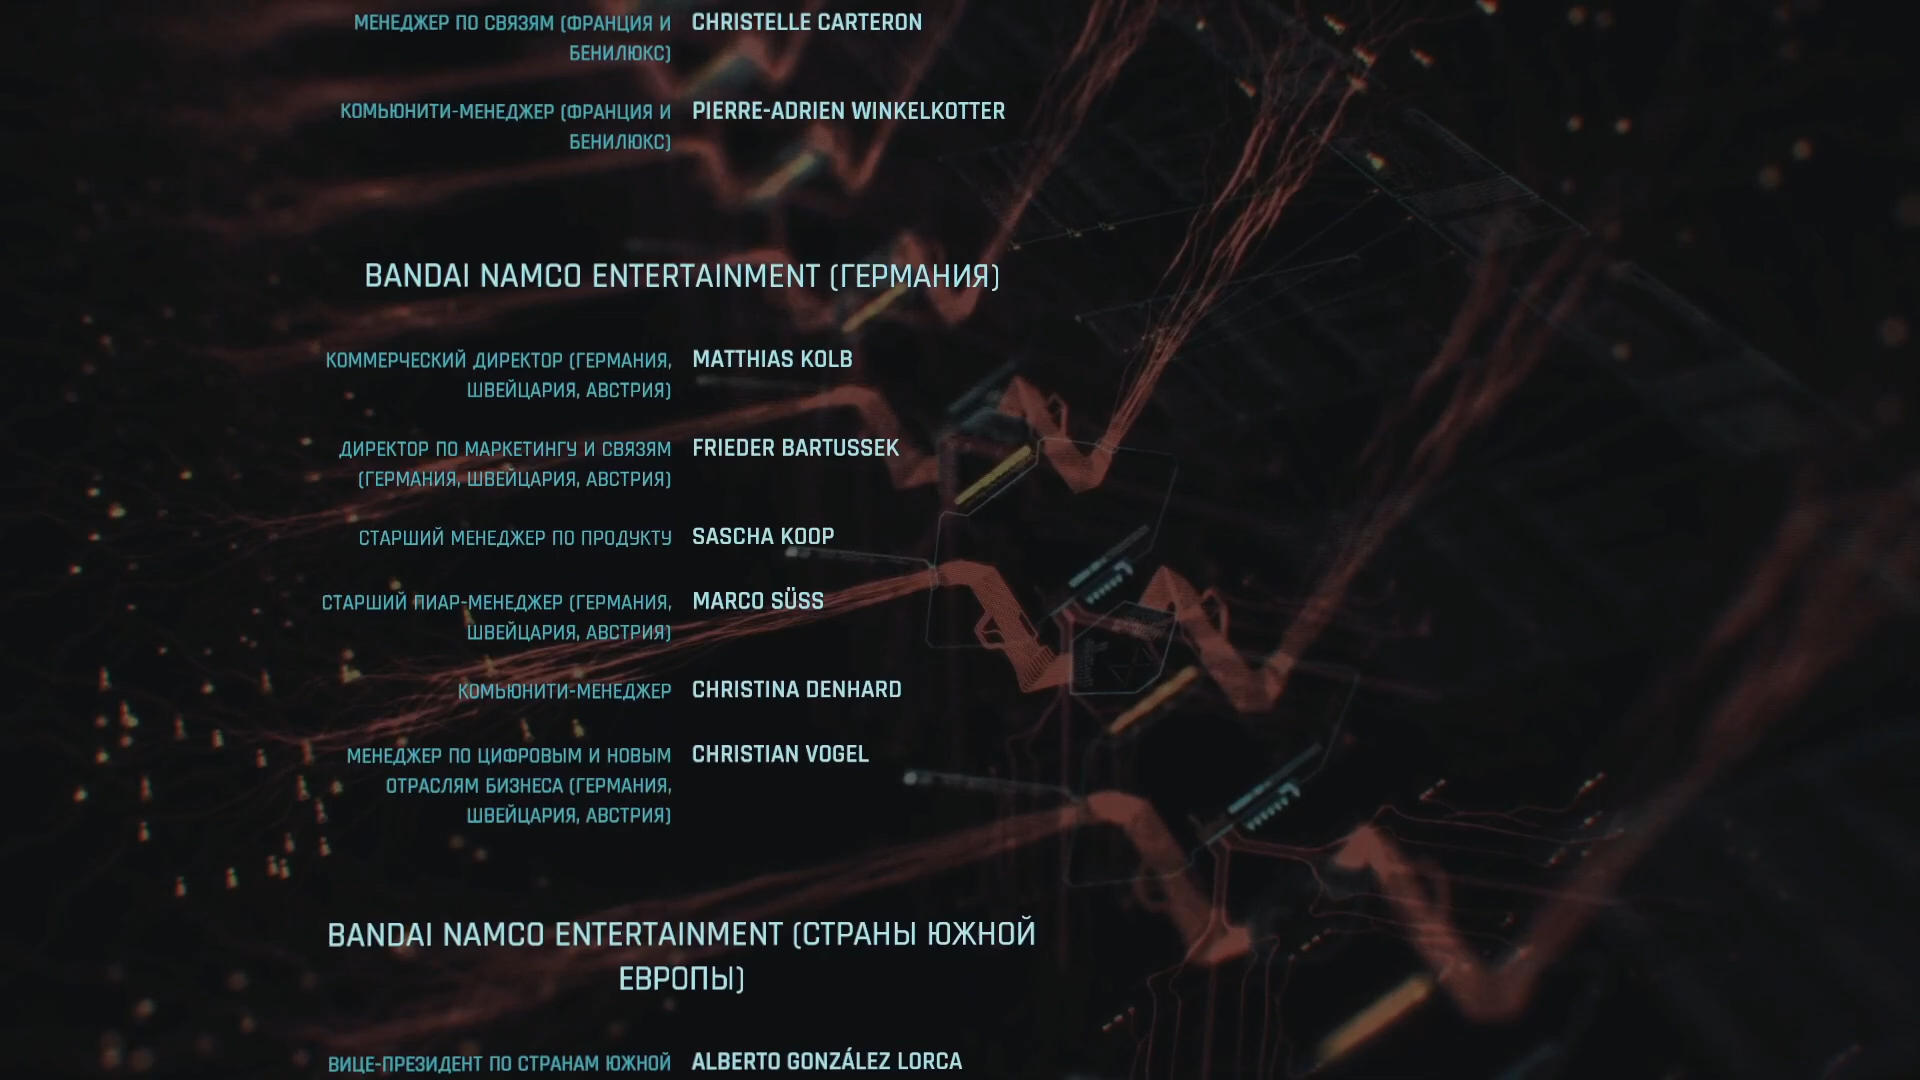 МЕНЕДЖЕР ПО СВЯЗЯМ (ФРАНЦИЯ И CHRISTELLE CARTERON
БЕНИЛЮКС)
КОМЬЮНИТИ-МЕНЕДЖЕР (ФРАНЦИЯ И PIERRE-ADRIEN WINKELKOTTER
БЕНИЛЮКС)
BANDAI NAMCO ENTERTAINMENT (ГЕРМАНИЯ)
КОММЕРЧЕСКИЙ ДИРЕКТОР (ГЕРМАНИЯ, MATTHIAS KOLB
ШВЕЙЦАРИЯ, АВСТРИЯ)
ДИРЕКТОР ПО МАРКЕТИНГУ И СВЯЗЯМ FRIEDER BARTUSSEK
(ГЕРМАНИЯ, ШВЕЙЦАРИЯ, АВСТРИЯ)
СТАРШИЙ МЕНЕДЖЕР ПО ПРОДУКТУ SASCHA KOOP
СТАРШИЙ ПИАР-МЕНЕДЖЕР (ГЕРМАНИЯ, MARCO SÜSS
ШВЕЙЦАРИЯ, АВСТРИЯ)
КОМЬЮНИТИ-МЕНЕДЖЕР CHRISTINA DENHARD
МЕНЕДЖЕР ПО ЦИФРОВЫМ И НОВЫМ CHRISTIAN VOGEL
ОТРАСЛЯМ БИЗНЕСА (ГЕРМАНИЯ,
ШВЕЙЦАРИЯ, АВСТРИЯ)
BANDAI NAMCO ENTERTAINMENT (СТРАНЫ ЮЖНОЙ
ЕВРОПЫ)
ВИЦЕ-ПРЕЗИДЕНТ ПО СТРАНАМ ЮЖНОЙ ALBERTO GONZÁLEZ LORCA